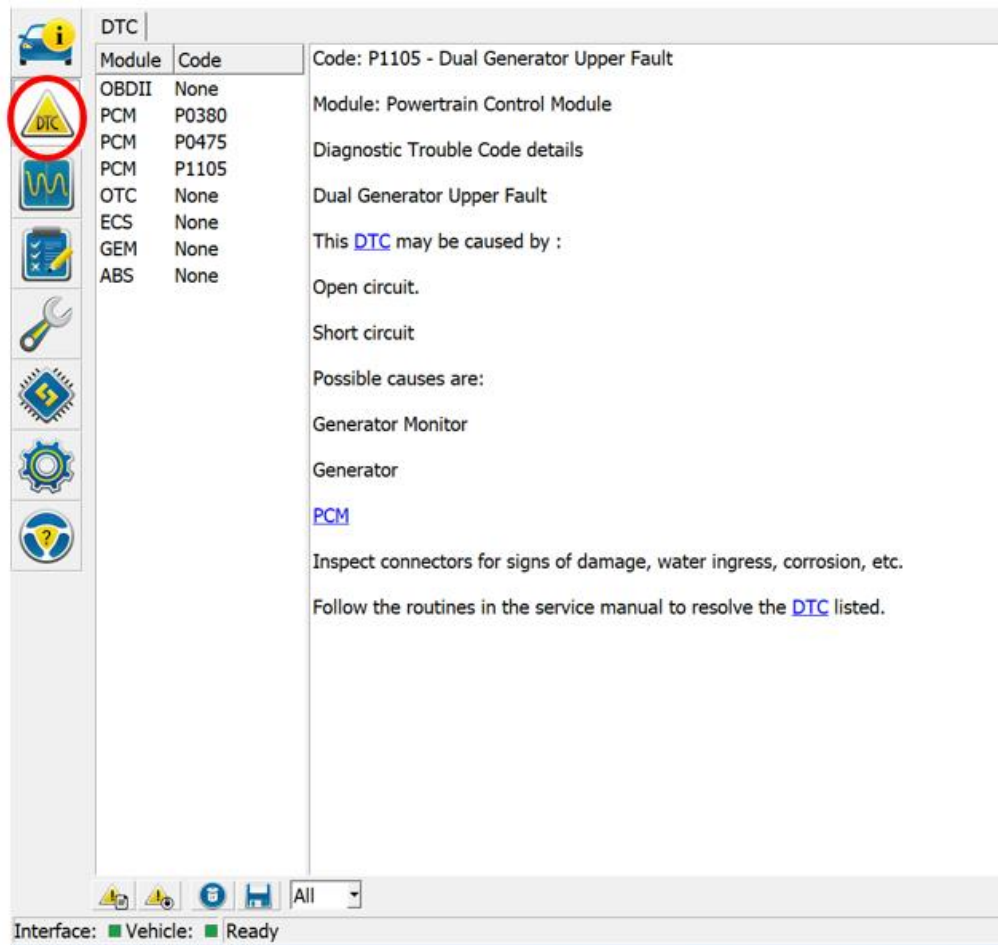 DTC
Module Code
OBDII None
PCM P0380
PCM P0475
PCM P1105
OTC None
ECS None
GEM None
ABS None
Code: P1105 - Dual Generator Upper Fault
Module: Powertrain Control Module
Diagnostic Trouble Code details
Dual Generator Upper Fault
This DTC may be caused by :
Open circuit.
Short circuit
Possible causes are:
Generator Monitor
Generator
PCM
Inspect connectors for signs of damage, water ingress, corrosion, etc.
Follow the routines in the service manual to resolve the DTC listed.
i
DTC
?
All
Interface: Vehicle: Ready